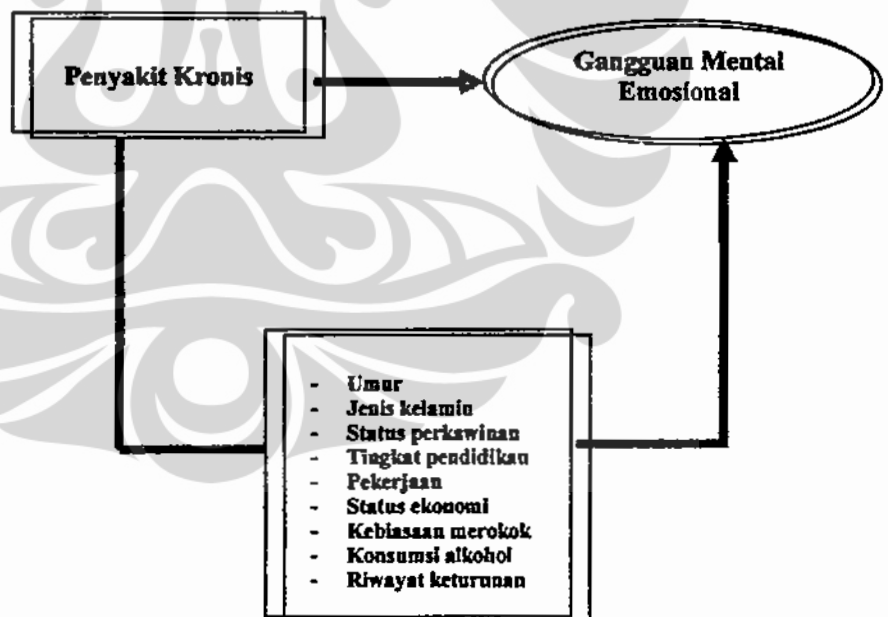 Penyakit Kronis
Gangguan Mental
Emosional
- Umur
- Jenis kelamin
- Status perkawinan
- Tingkat pendidikan
- Pekerjaan
- Status ekonomi
- Kebiasaan merokok
- Konsumsi alkohol
- Riwayat keturunan